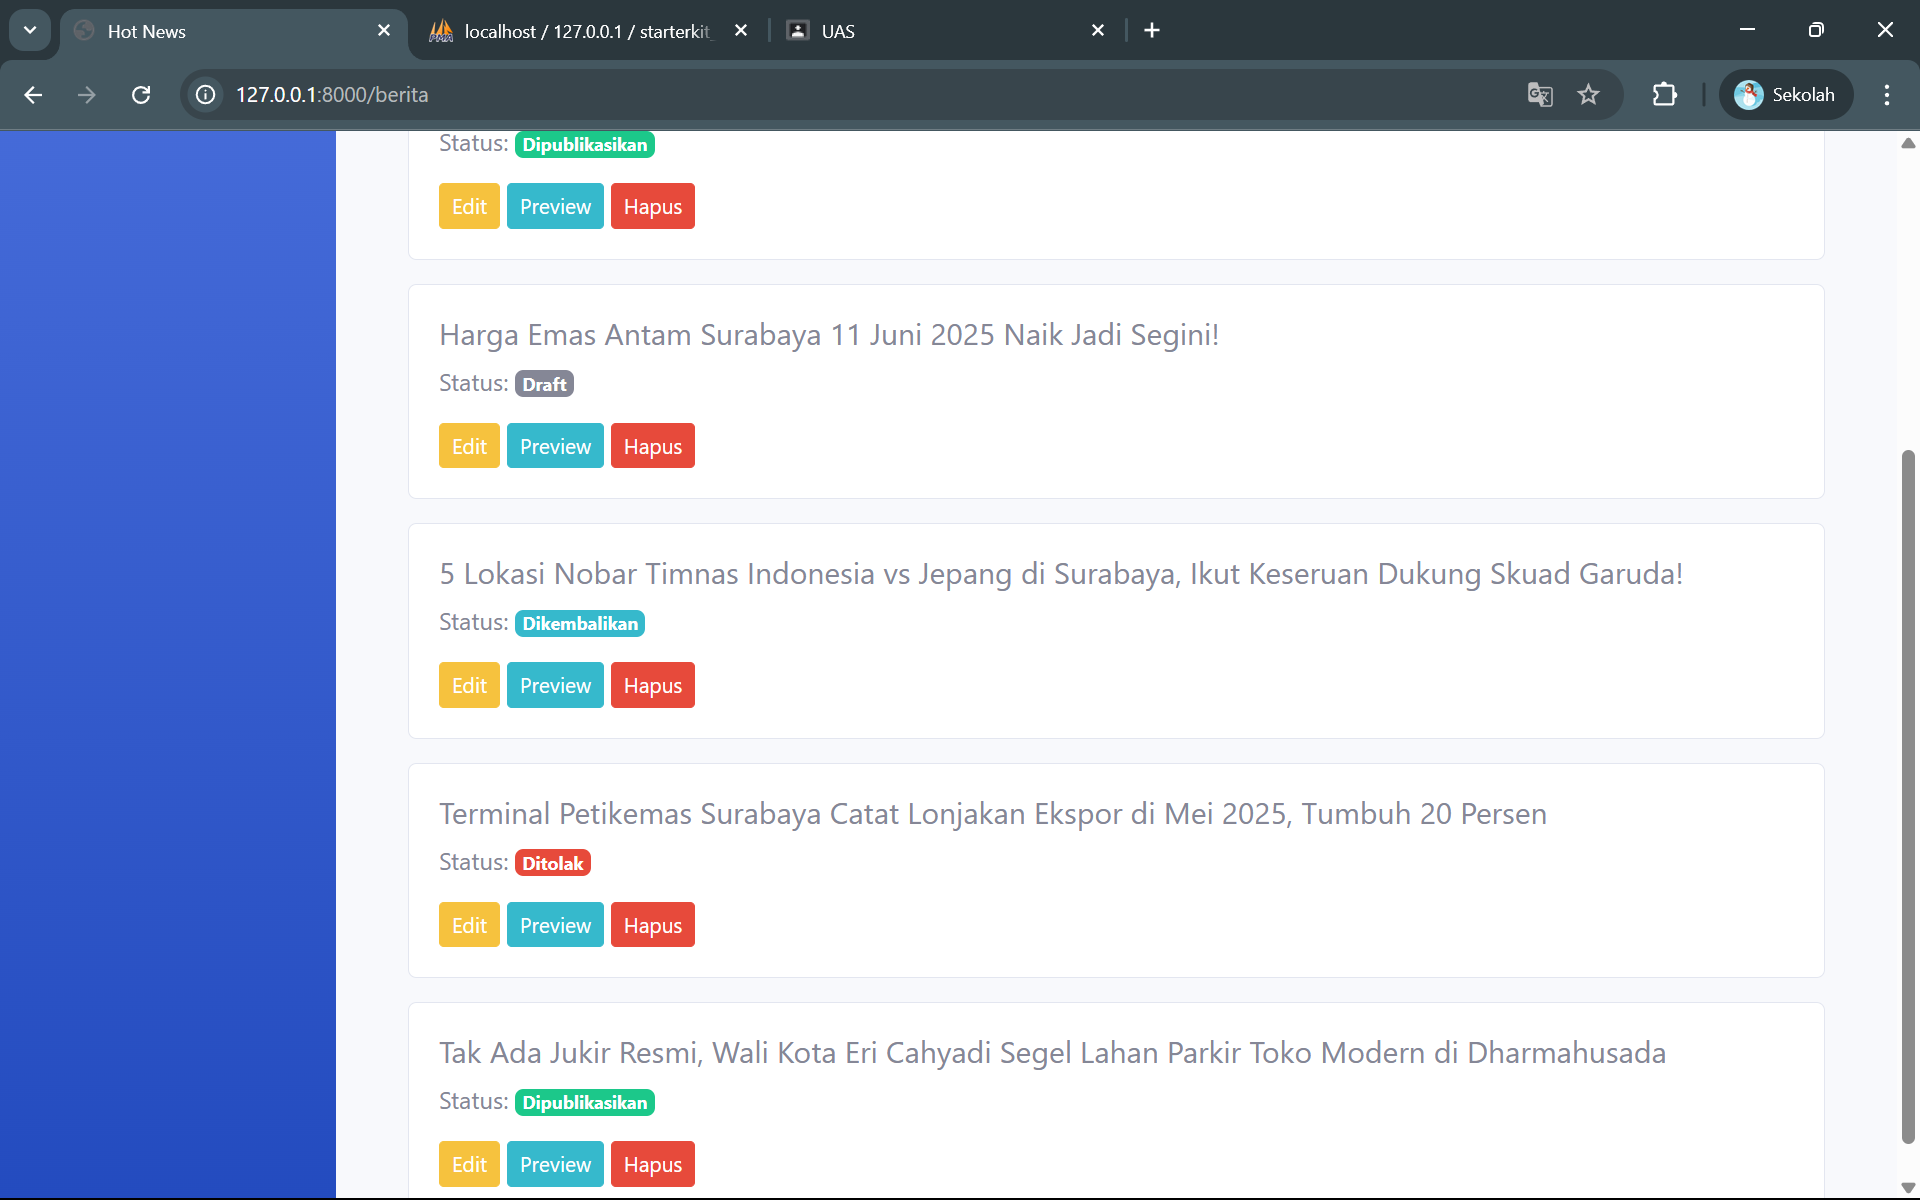 Hot News
localhost / 127.0.0.1 / starterkit_
UAS
127.0.0.1:8000/berita
Sekolah
Status: Dipublikasikan
Edit Preview Hapus
Harga Emas Antam Surabaya 11 Juni 2025 Naik Jadi Segini!
Status: Draft
Edit Preview Hapus
5 Lokasi Nobar Timnas Indonesia vs Jepang di Surabaya, Ikut Keseruan Dukung Skuad Garuda!
Status: Dikembalikan
Edit Preview Hapus
Terminal Petikemas Surabaya Catat Lonjakan Ekspor di Mei 2025, Tumbuh 20 Persen
Status: Ditolak
Edit Preview Hapus
Tak Ada Jukir Resmi, Wali Kota Eri Cahyadi Segel Lahan Parkir Toko Modern di Dharmahusada
Status: Dipublikasikan
Edit Preview Hapus